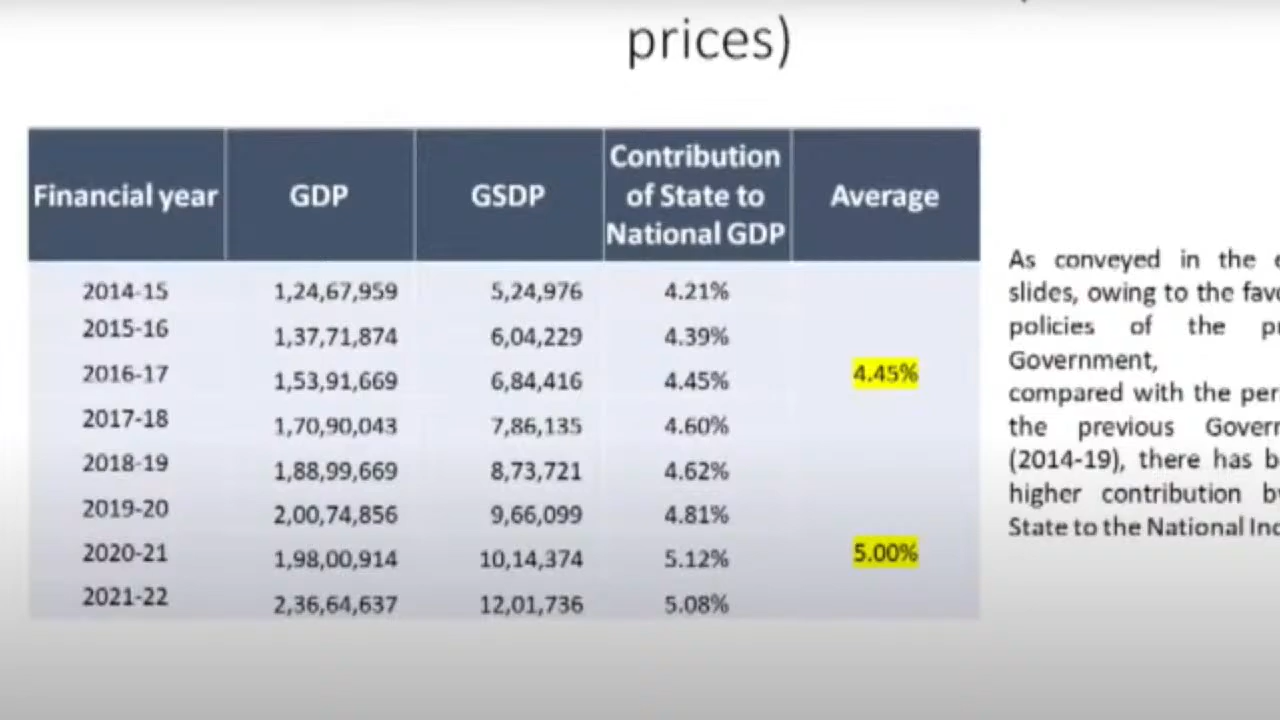 prices)
Financial year GDP GSDP Contribution of State to National GDP Average
2014-15 1,24,67,959 5,24,976 4.21%
2015-16 1,37,71,874 6,04,229 4.39%
2016-17 1,53,91,669 6,84,416 4.45% 4.45%
2017-18 1,70,90,043 7,86,135 4.60%
2018-19 1,88,99,669 8,73,721 4.62%
2019-20 2,00,74,856 9,66,099 4.81%
2020-21 1,98,00,914 10,14,374 5.12% 5.00%
2021-22 2,36,64,637 12,01,736 5.08%
As conveyed in the
slides, owing to the
policies of the
Government,
compared with the
the previous
(2014-19), there has
higher contribution
State to the National